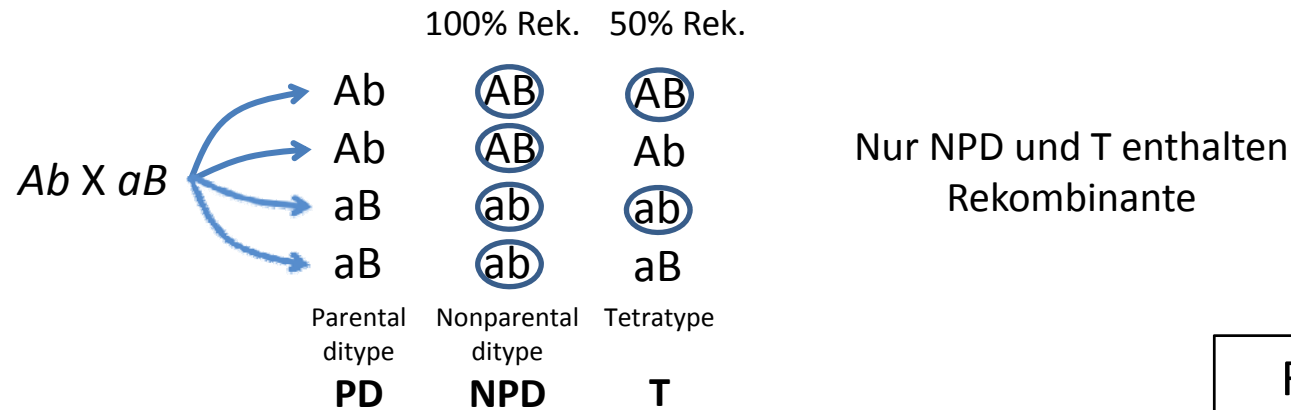 100% Rek. 50% Rek.
Ab AB AB
Ab AB Ab
Ab X aB
aB ab ab
aB ab aB
Parental ditype
Nonparental ditype
Tetratype
PD NPD T
Nur NPD und T enthalten
Rekombinante